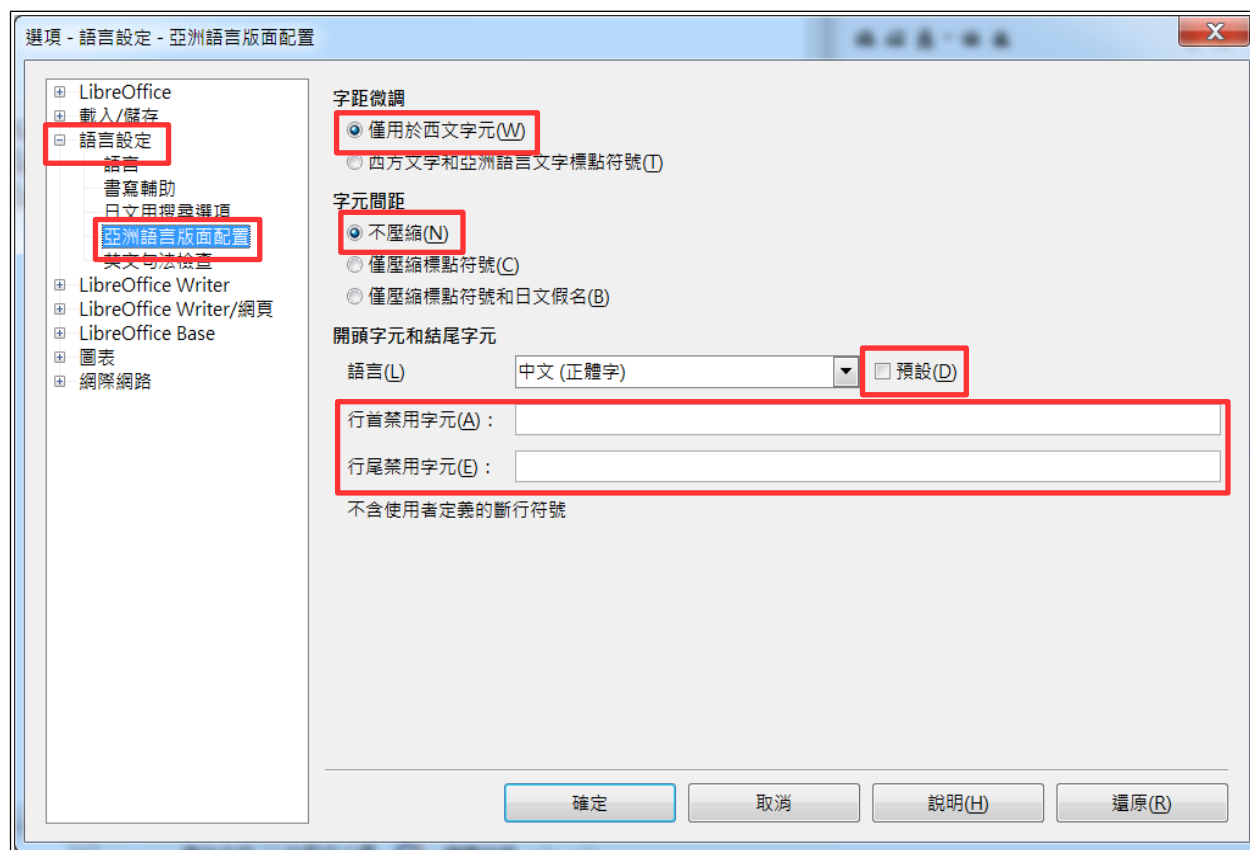 選項 - 語言設定 - 亞洲語言版面配置
X
LibreOffice
載入/儲存
語言設定
語言
書寫輔助
日文用搜尋選項
亞洲語言版面配置
英文句法檢查
LibreOffice Writer
LibreOffice Writer/網頁
LibreOffice Base
圖表
網際網路
字距微調
僅用於西文字元(W)
西方文字和亞洲語言文字標點符號(T)
字元間距
不壓縮(N)
僅壓縮標點符號(C)
僅壓縮標點符號和日文假名(B)
開頭字元和結尾字元
語言(L) 中文 (正體字) 預設(D)
行首禁用字元(A)：
行尾禁用字元(E)：
不含使用者定義的斷行符號
確定 取消 說明(H) 還原(R)